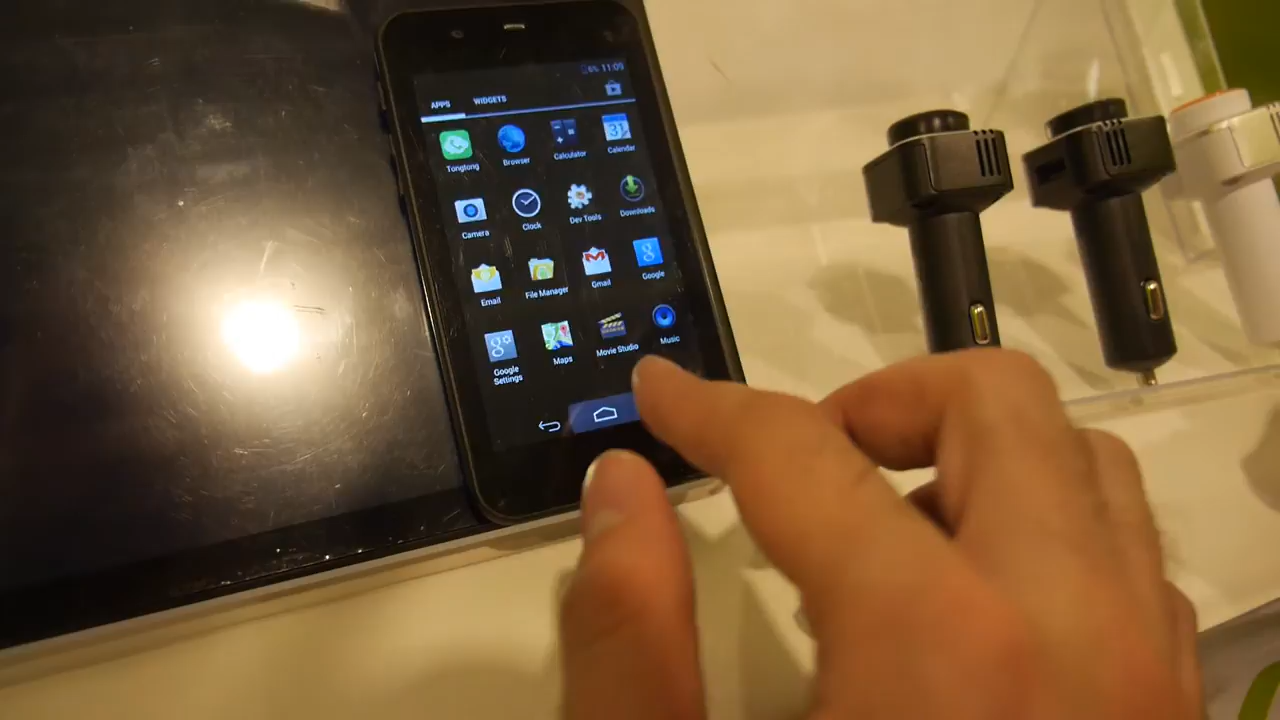 11:09
APPS WIDGETS
Tongtong Browser Calculator Calendar
31
Camera Clock Dev Tools Downloads
Email File Manager Gmail Google
Google Settings Maps Movie Studio Music